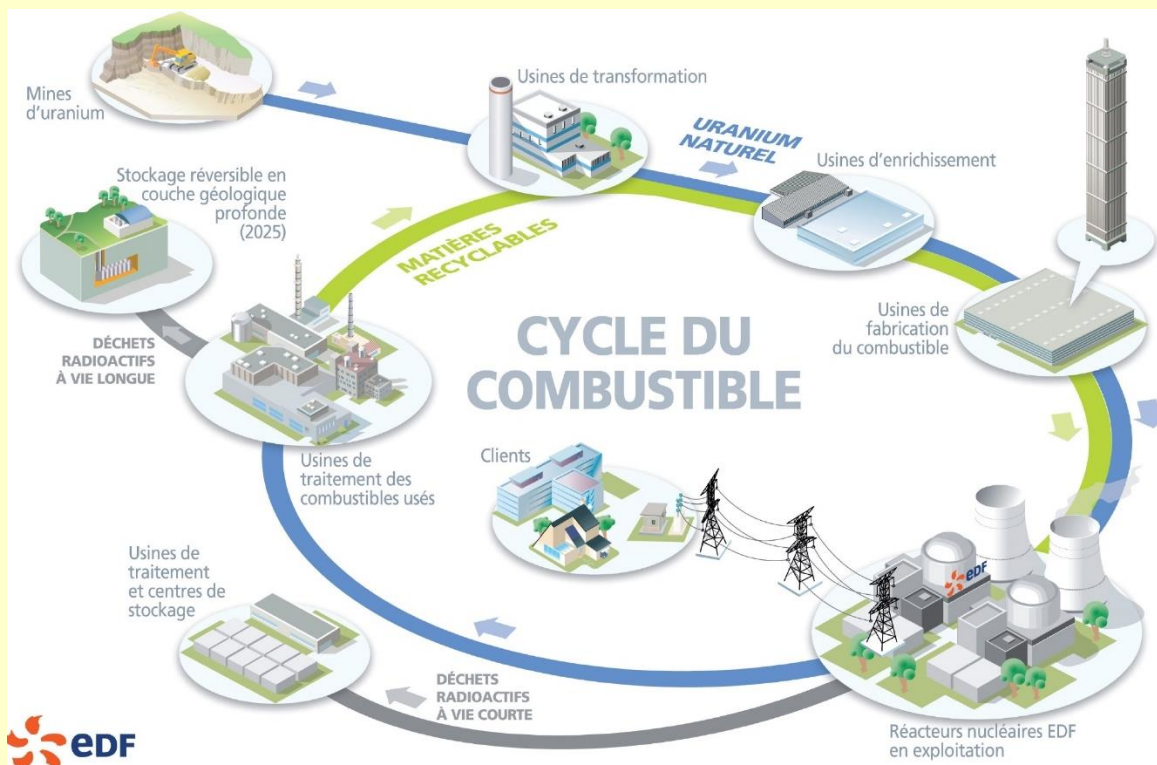 Mines
d'uranium
Usines de transformation
URANIUM
NATUREL
Usines d'enrichissement
Stockage réversible en
couche géologique
profonde
(2025)
MATIÈRES
RECYCLABLES
Usines de
fabrication
du combustible
DÉCHETS
RADIOACTIFS
À VIE LONGUE
CYCLE DU
COMBUSTIBLE
Usines de
traitement des
combustibles usés
Clients
Usines de
traitement
et centres de
stockage
eDF
DÉCHETS
RADIOACTIFS
À VIE COURTE
Réacteurs nucléaires EDF
en exploitation
eDF